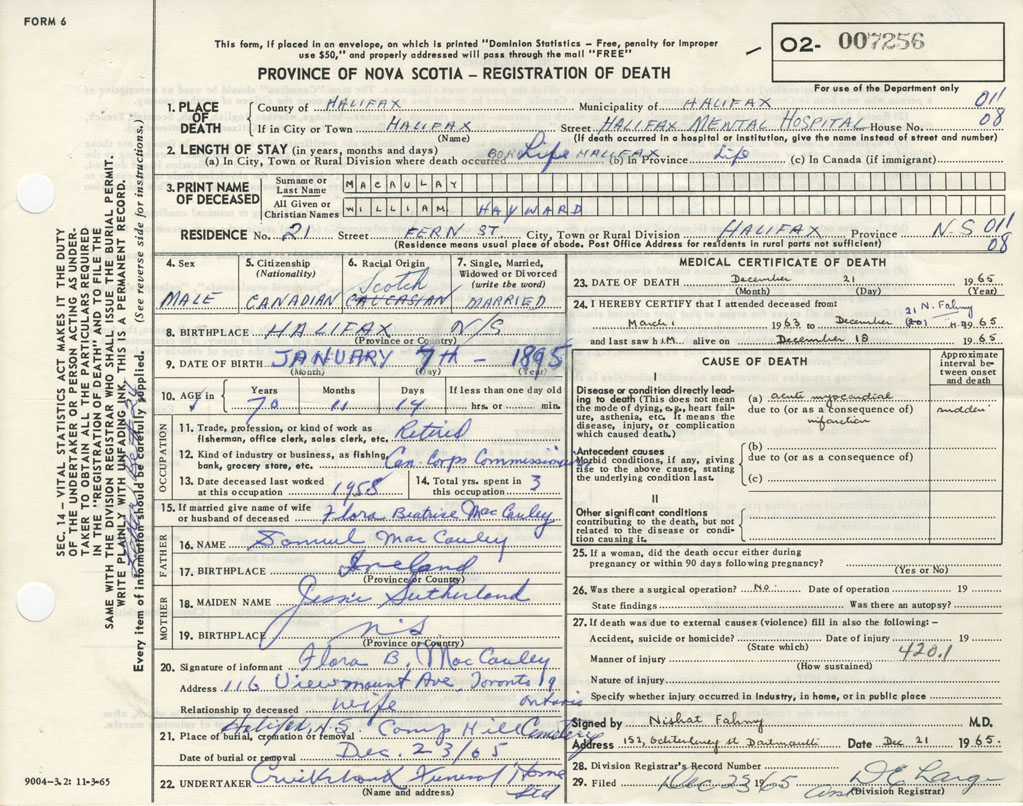 FORM 6
This form, if placed in an envelope, on which is printed "Dominion Statistics – Free, penalty for improper
use $50," and properly addressed will pass through the mail "FREE"
02- 007256
PROVINCE OF NOVA SCOTIA – REGISTRATION OF DEATH
For use of the Department only
1. PLACE OF DEATH
County of HALIFAX Municipality of HALIFAX 011
If in City or Town HALIFAX Street HALIFAX MENTAL HOSPITAL House No. 08
(Name) (If death occurred in a hospital or institution, give the name instead of street and number)
2. LENGTH OF STAY (in years, months and days)
(a) In City, Town or Rural Division where death occurred BORN Life HALIFAX (b) in Province Life (c) In Canada (if immigrant)
3. PRINT NAME OF DECEASED
Surname or Last Name MACAULAY
All Given or Christian Names WILLIAM HAYWARD
RESIDENCE No. 21 Street FERN ST City, Town or Rural Division HALIFAX Province N.S 011
(Residence means usual place of abode. Post Office Address for residents in rural parts not sufficient) 08
4. Sex MALE
5. Citizenship (Nationality) CANADIAN
6. Racial Origin Scotch CAUCASIAN
7. Single, Married, Widowed or Divorced (write the word) MARRIED
8. BIRTHPLACE HALIFAX N/S
(Province or Country)
9. DATE OF BIRTH JANUARY 7th – 1895
(Month) (Day) (Year)
10. AGE in Years 70 Months 11 Days 14 If less than one day old hrs. or min.
OCCUPATION
11. Trade, profession, or kind of work as
fisherman, office clerk, sales clerk, etc. Retired
12. Kind of industry or business, as fishing,
bank, grocery store, etc. Can. Corps Commissionaires
13. Date deceased last worked
at this occupation 1958
14. Total yrs. spent in
this occupation 3
15. If married give name of wife
or husband of deceased Flora Beatrice MacCauley
FATHER
16. NAME Samuel MacCauley
17. BIRTHPLACE Ireland
(Province or Country)
MOTHER
18. MAIDEN NAME Jessie Sutherland
19. BIRTHPLACE N.S.
(Province or Country)
20. Signature of informant Flora B. MacCauley
Address 116 Viewmount Ave, Toronto 19 Ontario
Relationship to deceased Wife
21. Place of burial, cremation or removal Halifax, N.S. Camp Hill Cemetery
Date of burial or removal Dec. 23/65
22. UNDERTAKER Cruikshank Funeral Home Ltd
(Name and address)
MEDICAL CERTIFICATE OF DEATH
23. DATE OF DEATH December 21 1965
(Month) (Day) (Year)
24. I HEREBY CERTIFY that I attended deceased from:
21 N. Fahmy
March 1 1963 to December 1965
and last saw him alive on December 18 1965
CAUSE OF DEATH
Approximate interval between onset and death
I
Disease or condition directly leading to death (This does not mean
the mode of dying, e.g., heart failure, asthenia, etc. It means the
disease, injury, or complication
which caused death.)
(a) acute myocardial
due to (or as a consequence of)
infarction
sudden
Antecedent causes
Morbid conditions, if any, giving
rise to the above cause, stating
the underlying condition last.
(b)
due to (or as a consequence of)
(c)
II
Other significant conditions
contributing to the death, but not
related to the disease or condition causing it.
25. If a woman, did the death occur either during
pregnancy or within 90 days following pregnancy?
(Yes or No)
26. Was there a surgical operation? No Date of operation 19
State findings Was there an autopsy?
27. If death was due to external causes (violence) fill in also the following: –
Accident, suicide or homicide? Date of injury 19
(State which)
420.1
Manner of injury
(How sustained)
Nature of injury
Specify whether injury occurred in industry, in home, or in public place
Signed by Nishat Fahmy M.D.
Address 152, Ochterloney st Dartmouth Date Dec 21 1965.
28. Division Registrar's Record Number
29. Filed Dec 23 1965
(Division Registrar)
SEC. 14 – VITAL STATISTICS ACT MAKES IT THE DUTY
OF THE UNDERTAKER OR PERSON ACTING AS UNDERTAKER TO OBTAIN ALL THE PARTICULARS REQUIRED
IN THE "REGISTRATION OF DEATH" AND TO FILE THE
SAME WITH THE DIVISION REGISTRAR WHO SHALL ISSUE THE BURIAL PERMIT.
WRITE PLAINLY WITH UNFADING INK. THIS IS A PERMANENT RECORD.
Every item of information should be carefully supplied. (See reverse side for instructions.)
9004-3.2: 11-3-65